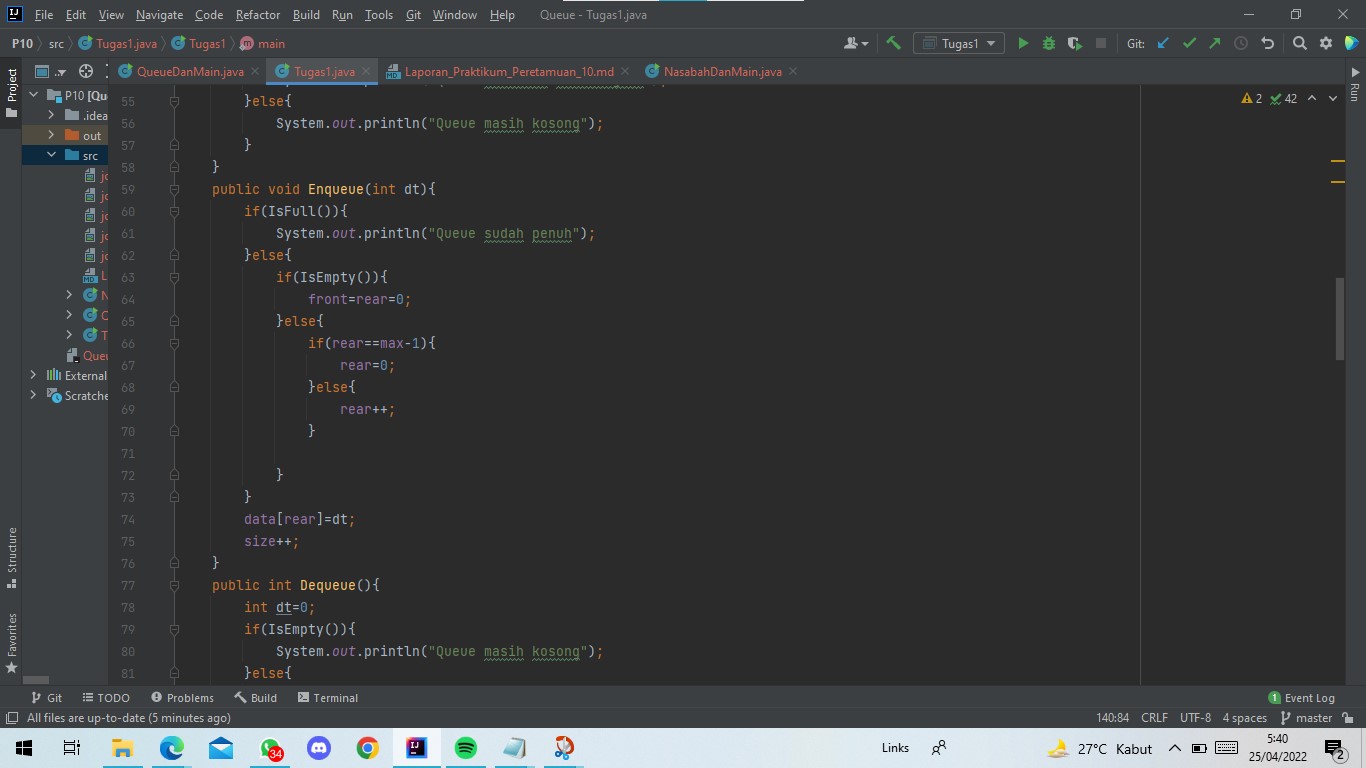 File Edit View Navigate Code Refactor Build Run Tools Git Window Help Queue - Tugas1.java
P10 src Tugas1.java Tugas1 main Tugas1 Git:
Project
QueueDanMain.java Tugas1.java Laporan_Praktikum_Peretamuan_10.md NasabahDanMain.java
Run
P10 [Qu
.idea
out
src
L
N
Q
T
Queu
External
Scratche
2 42
55 }else{
56 System.out.println("Queue masih kosong");
57 }
58 }
59 public void Enqueue(int dt){
60 if(IsFull()){
61 System.out.println("Queue sudah penuh");
62 }else{
63 if(IsEmpty()){
64 front=rear=0;
65 }else{
66 if(rear==max-1){
67 rear=0;
68 }else{
69 rear++;
70 }
71
72 }
73 }
74 data[rear]=dt;
75 size++;
76 }
77 public int Dequeue(){
78 int dt=0;
79 if(IsEmpty()){
80 System.out.println("Queue masih kosong");
81 }else{
Structure
Favorites
Git TODO Problems Build Terminal 1 Event Log
All files are up-to-date (5 minutes ago) 140:84 CRLF UTF-8 4 spaces master
34 Links 27°C Kabut 5:40
25/04/2022 2